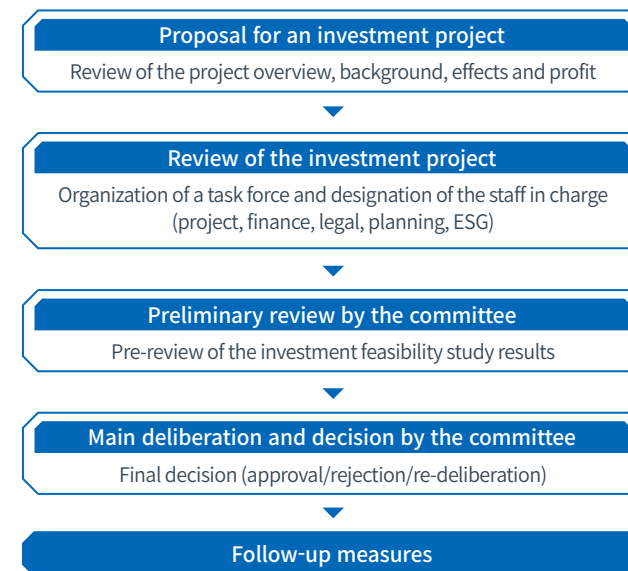 Proposal for an investment project
Review of the project overview, background, effects and profit
Review of the investment project
Organization of a task force and designation of the staff in charge
(project, finance, legal, planning, ESG)
Preliminary review by the committee
Pre-review of the investment feasibility study results
Main deliberation and decision by the committee
Final decision (approval/rejection/re-deliberation)
Follow-up measures